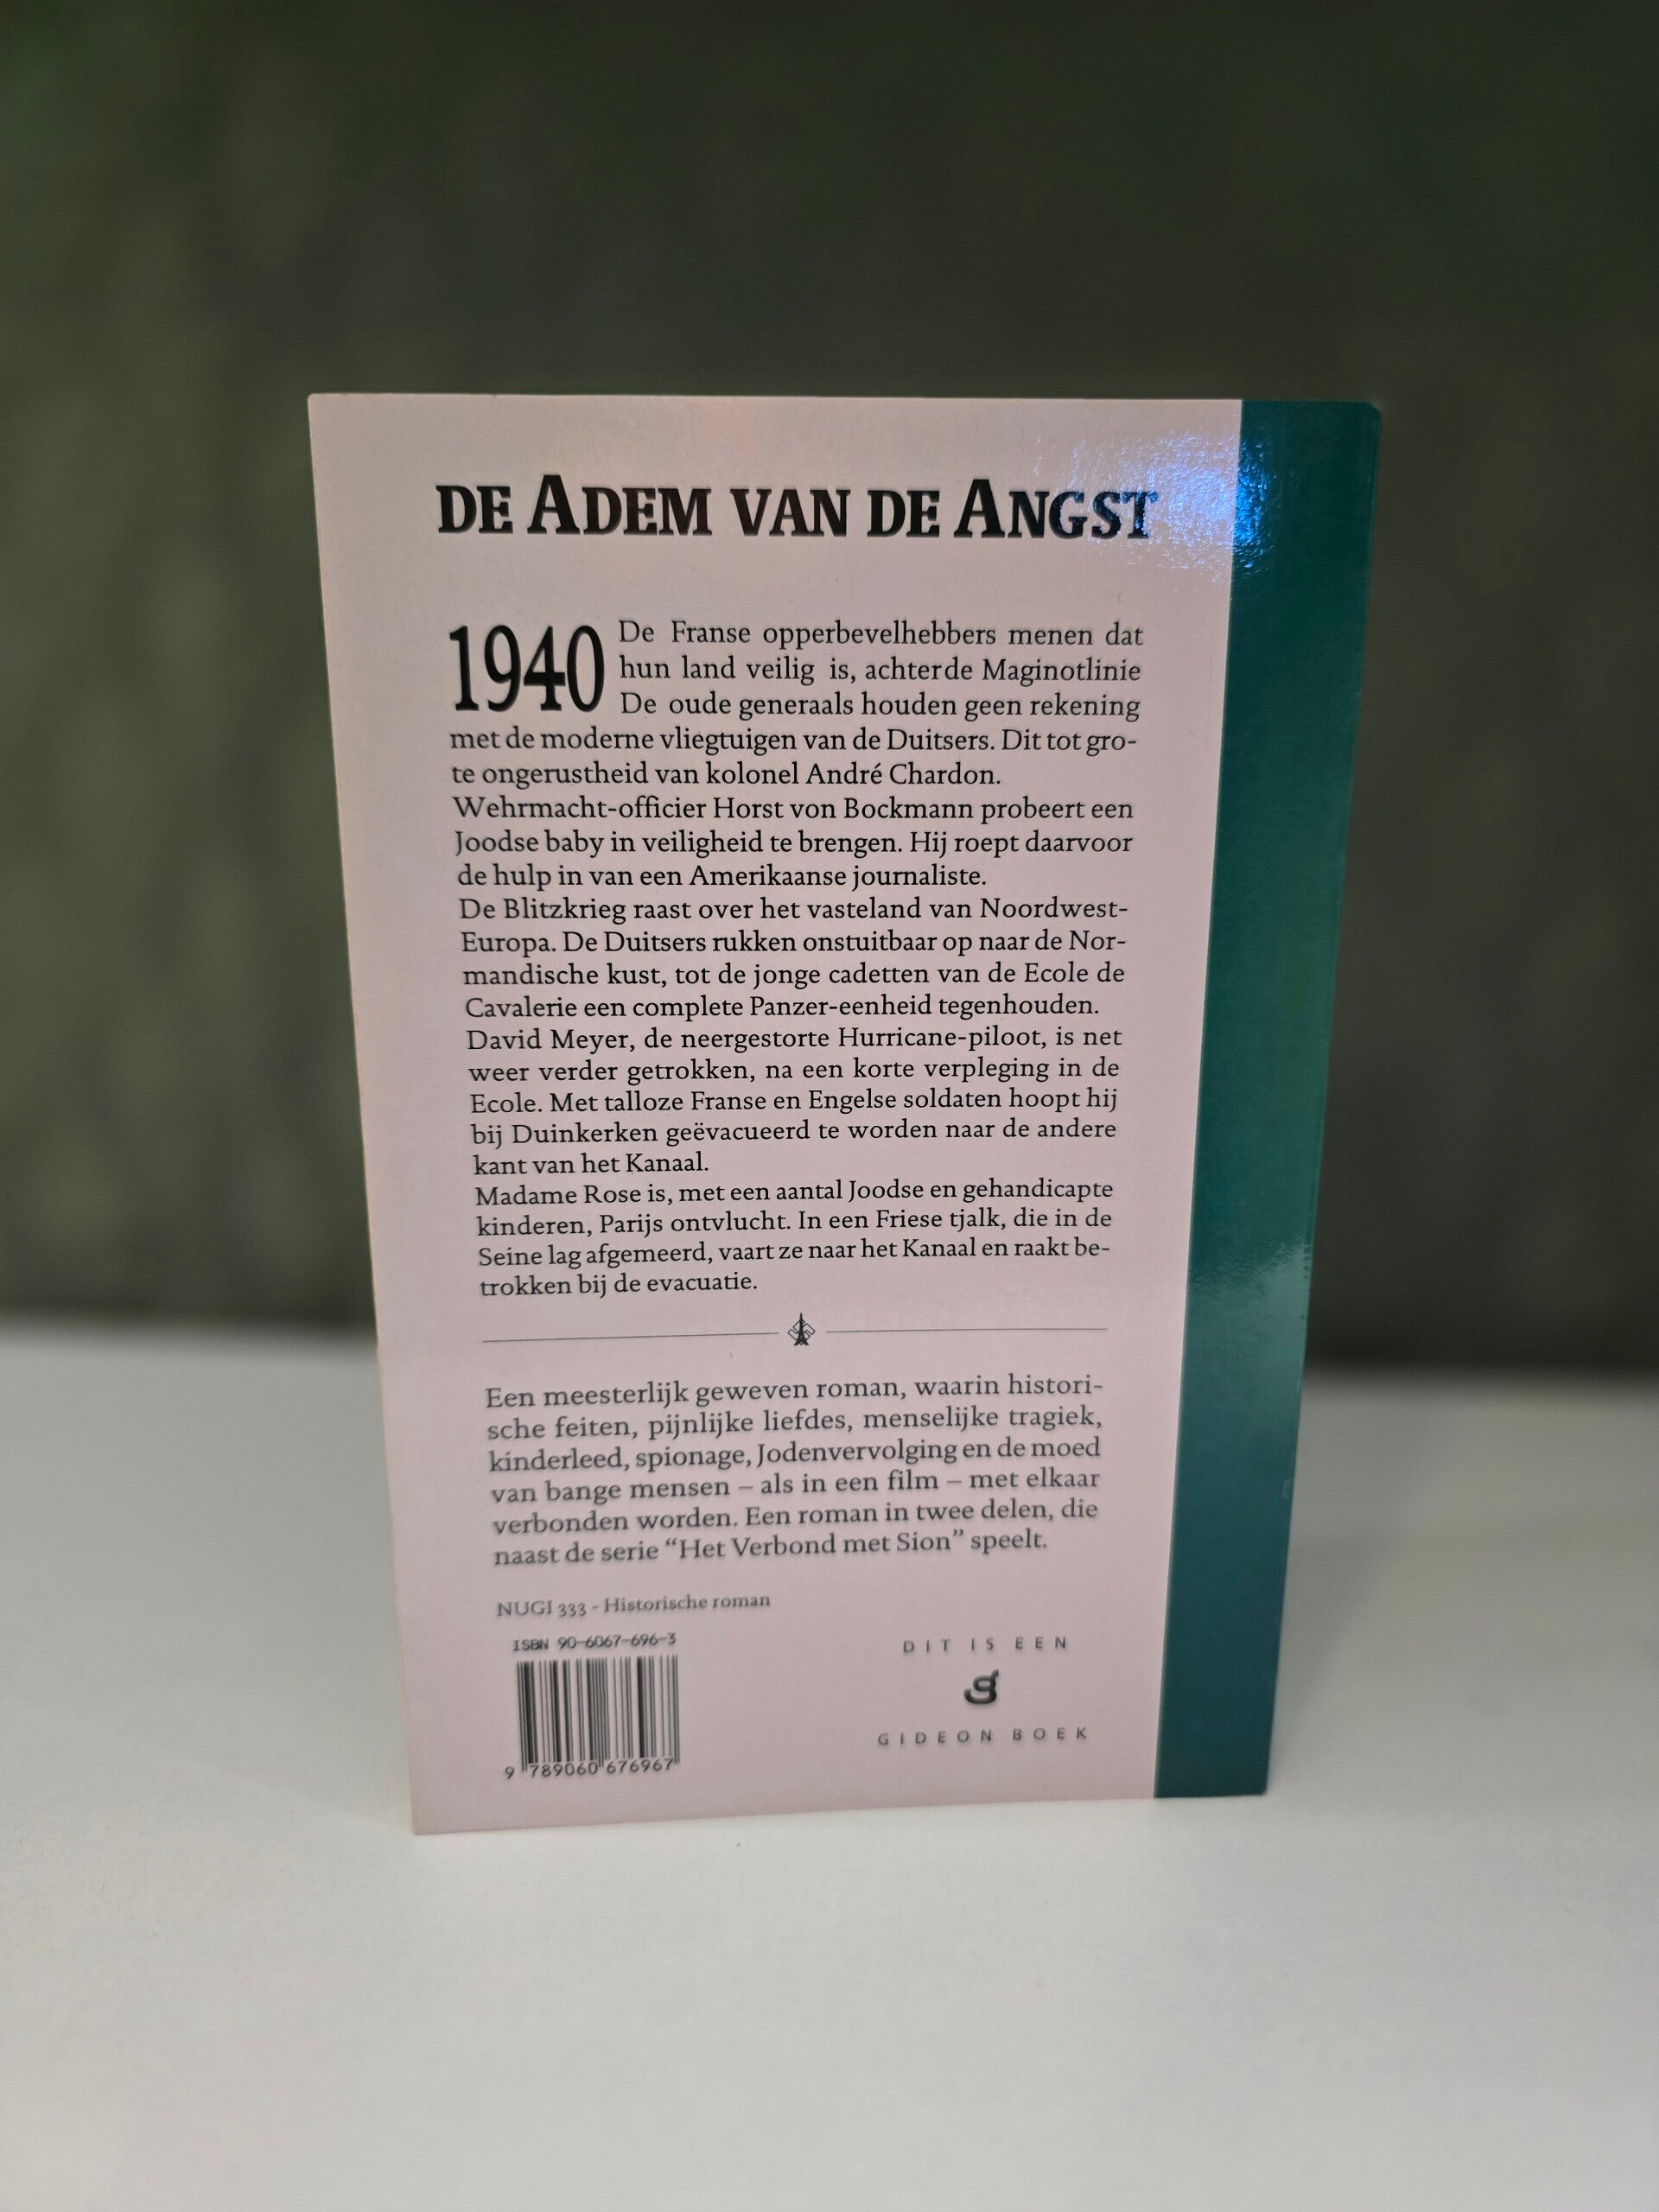 DE ADEM VAN DE ANGST
1940 De Franse opperbevelhebbers menen dat
hun land veilig is, achter de Maginotlinie
De oude generaals houden geen rekening
met de moderne vliegtuigen van de Duitsers. Dit tot gro-
te ongerustheid van kolonel André Chardon.
Wehrmacht-officier Horst von Bockmann probeert een
Joodse baby in veiligheid te brengen. Hij roept daarvoor
de hulp in van een Amerikaanse journaliste.
De Blitzkrieg raast over het vasteland van Noordwest-
Europa. De Duitsers rukken onstuitbaar op naar de Nor-
mandische kust, tot de jonge cadetten van de Ecole de
Cavalerie een complete Panzer-eenheid tegenhouden.
David Meyer, de neergestorte Hurricane-piloot, is net
weer verder getrokken, na een korte verpleging in de
Ecole. Met talloze Franse en Engelse soldaten hoopt hij
bij Duinkerken geëvacueerd te worden naar de andere
kant van het Kanaal.
Madame Rose is, met een aantal Joodse en gehandicapte
kinderen, Parijs ontvlucht. In een Friese tjalk, die in de
Seine lag afgemeerd, vaart ze naar het Kanaal en raakt be-
trokken bij de evacuatie.
Een meesterlijk geweven roman, waarin histori-
sche feiten, pijnlijke liefdes, menselijke tragiek,
kinderleed, spionage, Jodenvervolging en de moed
van bange mensen – als in een film – met elkaar
verbonden worden. Een roman in twee delen, die
naast de serie “Het Verbond met Sion” speelt.
NUGI 333 - Historische roman
ISBN 90-6067-696-3
9 789060 676967
DIT IS EEN
g
GIDEON BOEK